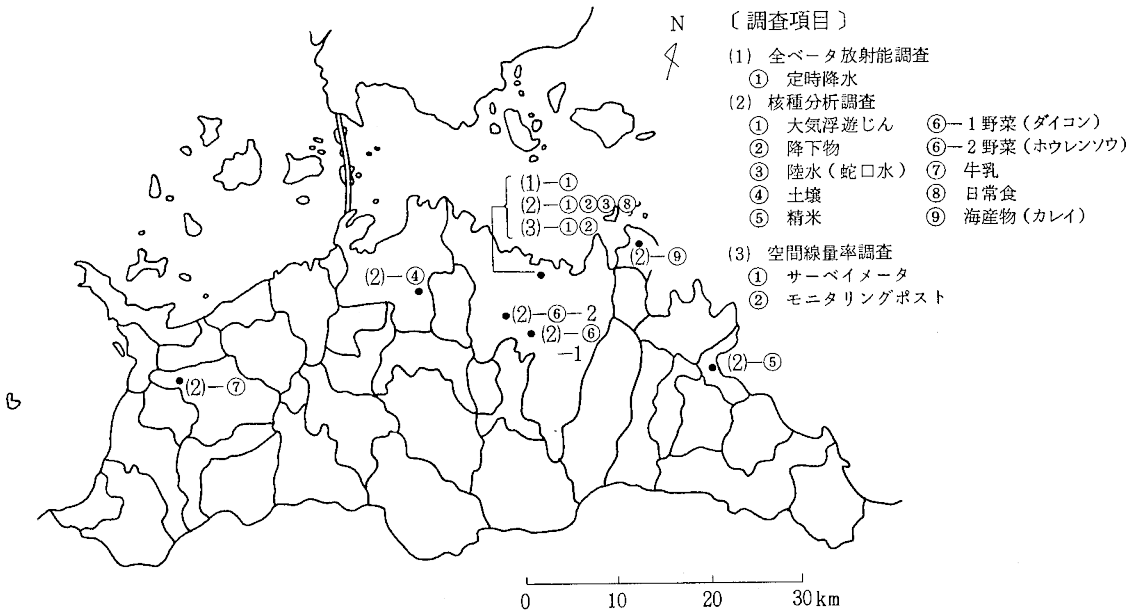 N
〔調査項目〕
(1) 全ベータ放射能調査
① 定時降水
(2) 核種分析調査
① 大気浮遊じん
② 降下物
③ 陸水(蛇口水)
④ 土壌
⑤ 精米
⑥-1野菜(ダイコン)
⑥-2野菜(ホウレンソウ)
⑦ 牛乳
⑧ 日常食
⑨ 海産物(カレイ)
(3) 空間線量率調査
① サーベイメータ
② モニタリングポスト
(1)-①
(2)-①②③⑧
(3)-①②
(2)-⑨
(2)-④
(2)-⑥-2
(2)-⑥
-1
(2)-⑤
(2)-⑦
0 10 20 30km